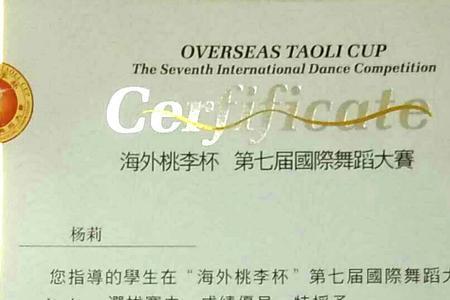 OVERSEAS TAOLI CUP
The Seventh International Dance Competition
Certificate
海外桃李杯 第七届國際舞蹈大賽
杨莉
您指導的學生在“海外桃李杯”第七届國際舞蹈大